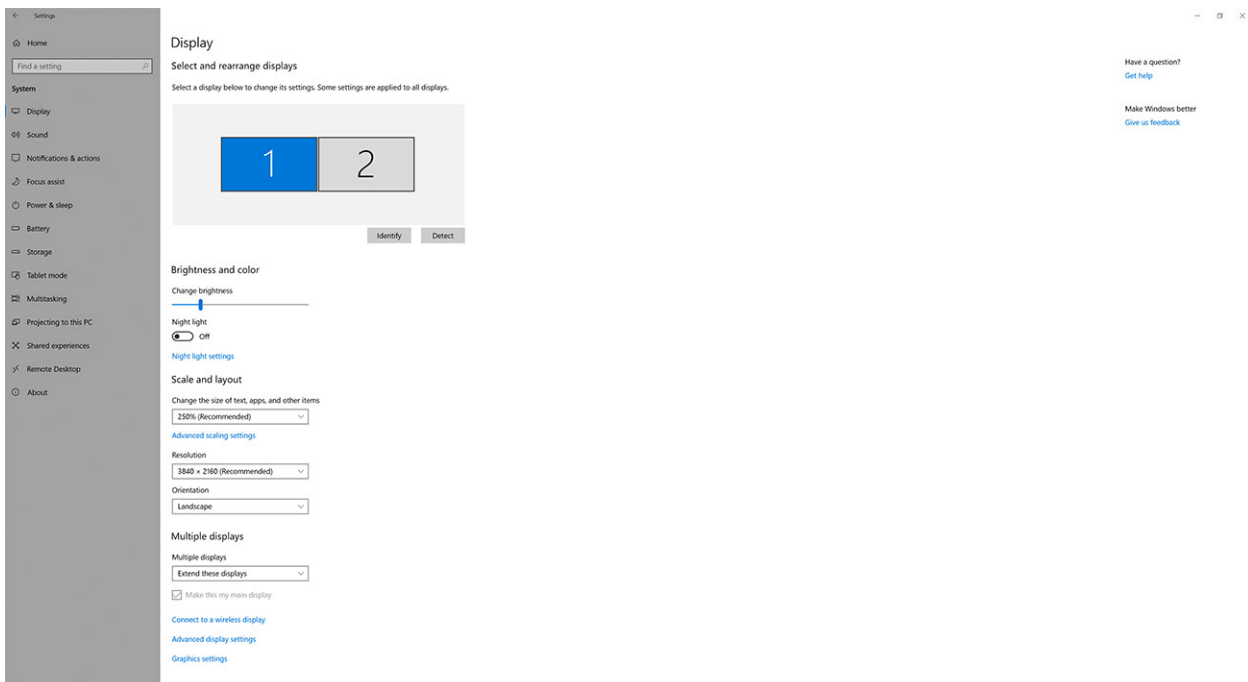 Settings
Home
Find a setting
System
Display
Sound
Notifications & actions
Focus assist
Power & sleep
Battery
Storage
Tablet mode
Multitasking
Projecting to this PC
Shared experiences
Remote Desktop
About
Display
Select and rearrange displays
Select a display below to change its settings. Some settings are applied to all displays.
1 2
Identify Detect
Brightness and color
Change brightness
Night light
Off
Night light settings
Scale and layout
Change the size of text, apps, and other items
250% (Recommended)
Advanced scaling settings
Resolution
3840 × 2160 (Recommended)
Orientation
Landscape
Multiple displays
Multiple displays
Extend these displays
Make this my main display
Connect to a wireless display
Advanced display settings
Graphics settings
Have a question?
Get help
Make Windows better
Give us feedback